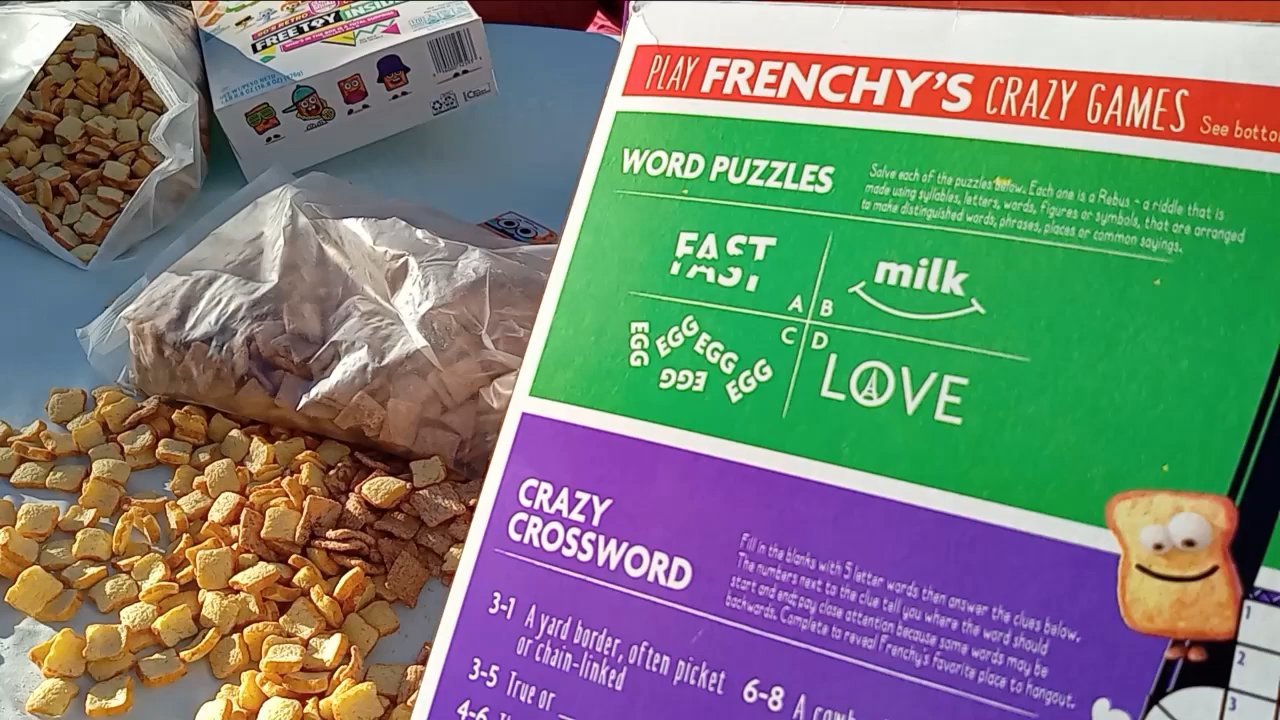 FREE TOY INSIDE
PLAY FRENCHY'S CRAZY GAMES See bottom
WORD PUZZLES
Solve each of the puzzles below. Each one is a Rebus - a riddle that is
made using syllables, letters, words, figures or symbols, that are arranged
to make distinguished words, phrases, places or common sayings.
FAST
A
B
milk
C
D
EGG EGG EGG EGG EGG
LOVE
CRAZY
CROSSWORD
Fill in the blanks with 5 letter words then answer the clues below.
The numbers next to the clue tell you where the word should
start and end; pay close attention because some words may be
backwards. Complete to reveal Frenchy's favorite place to hangout.
3-1 A yard border, often picket
or chain-linked
3-5 True or
4-6
6-8 A
1
2
3